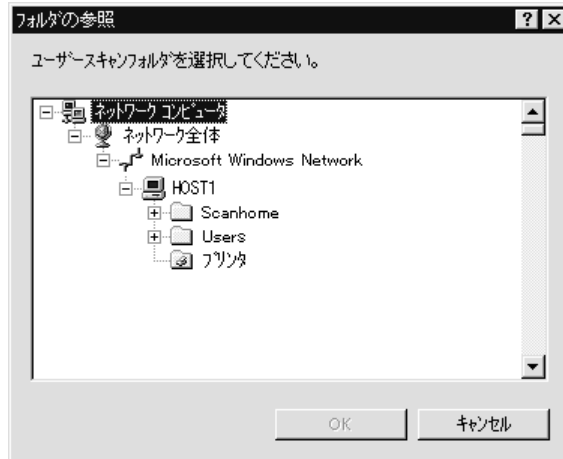 フォルダの参照
ユーザースキャンフォルダを選択してください。
ネットワーク コンピュータ
ネットワーク全体
Microsoft Windows Network
HOST1
Scanhome
Users
プリンタ
OK
キャンセル